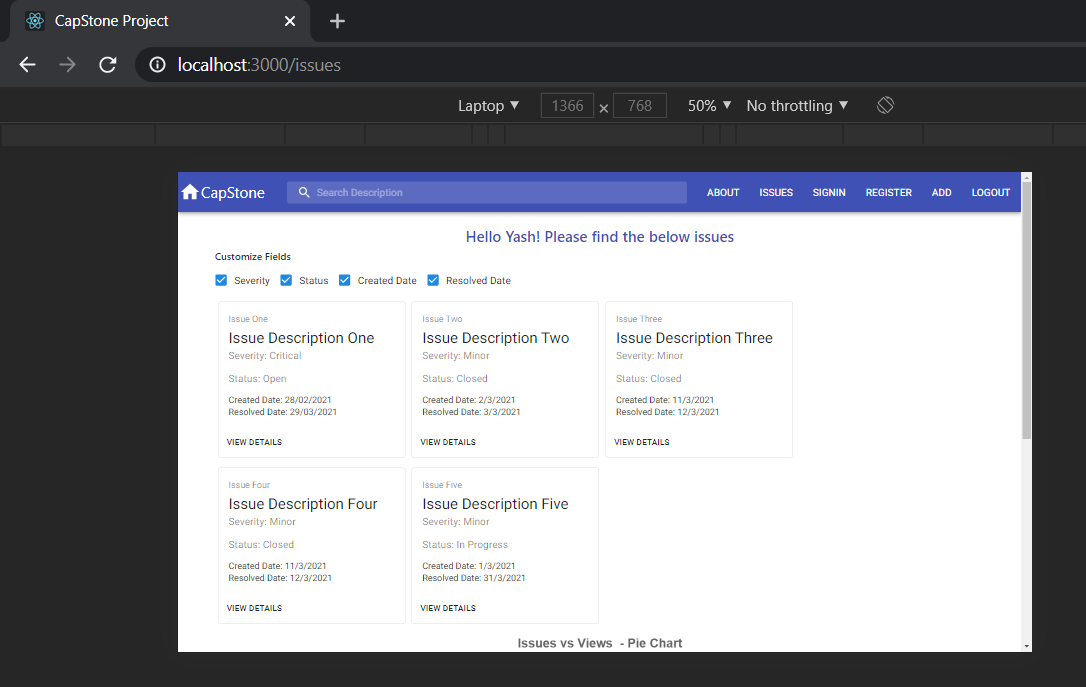 CapStone Project
localhost:3000/issues
Laptop 1366 × 768 50% No throttling
CapStone Search Description ABOUT ISSUES SIGNIN REGISTER ADD LOGOUT
Hello Yash! Please find the below issues
Customize Fields
Severity Status Created Date Resolved Date
Issue One
Issue Description One
Severity: Critical
Status: Open
Created Date: 28/02/2021
Resolved Date: 29/03/2021
VIEW DETAILS
Issue Two
Issue Description Two
Severity: Minor
Status: Closed
Created Date: 2/3/2021
Resolved Date: 3/3/2021
VIEW DETAILS
Issue Three
Issue Description Three
Severity: Minor
Status: Closed
Created Date: 11/3/2021
Resolved Date: 12/3/2021
VIEW DETAILS
Issue Four
Issue Description Four
Severity: Minor
Status: Closed
Created Date: 11/3/2021
Resolved Date: 12/3/2021
VIEW DETAILS
Issue Five
Issue Description Five
Severity: Minor
Status: In Progress
Created Date: 1/3/2021
Resolved Date: 31/3/2021
VIEW DETAILS
Issues vs Views - Pie Chart